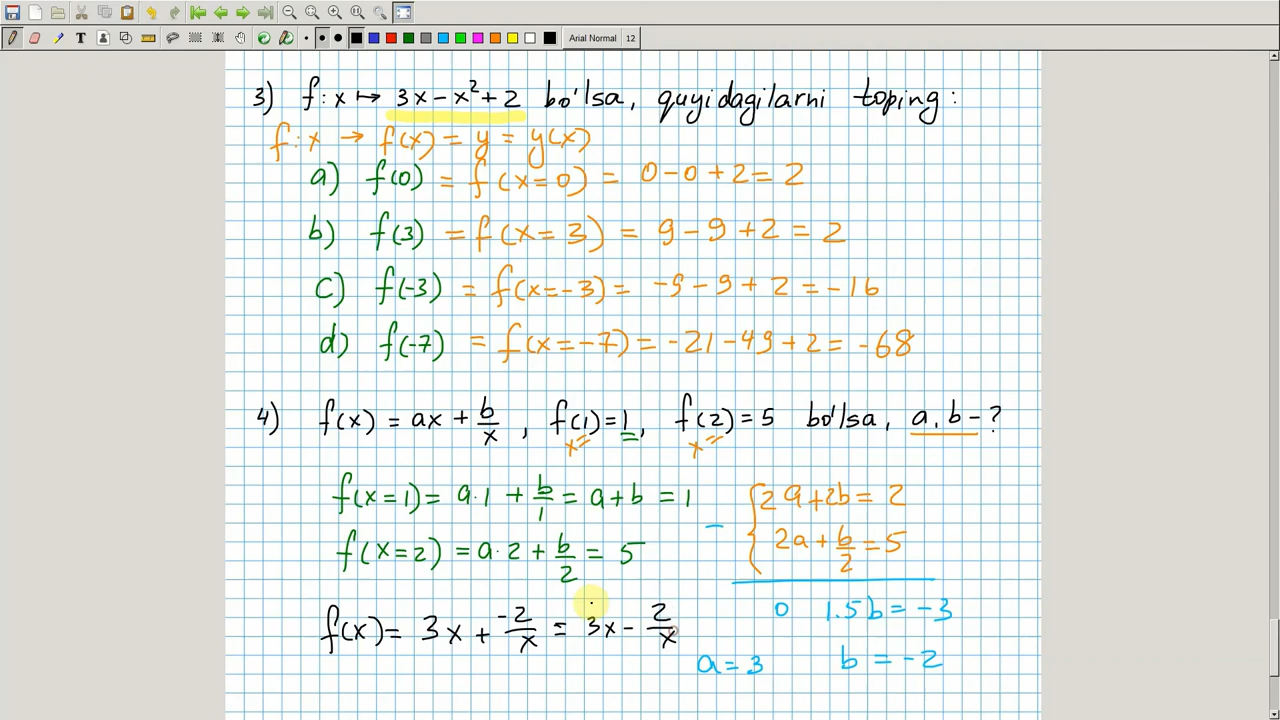 Arial Normal 12
3) f: x ↦ 3x - x² + 2 bo'lsa, quyidagilarni toping:
f: x → f(x) = y = y(x)
a) f(0) = f(x=0) = 0-0+2=2
b) f(3) = f(x=3) = 9-9+2=2
c) f(-3) = f(x=-3) = -9-9+2=-16
d) f(-7) = f(x=-7) = -21-49+2=-68
4) f(x) = ax + b/x, f(1)=1, f(2)=5 bo'lsa, a, b-?
x= x=
f(x=1) = a·1 + b/1 = a+b = 1
f(x=2) = a·2 + b/2 = 5
f(x) = 3x + -2/x = 3x - 2/x
- { 2a+2b=2
2a+b/2=5
0 1.5b=-3
a=3 b=-2